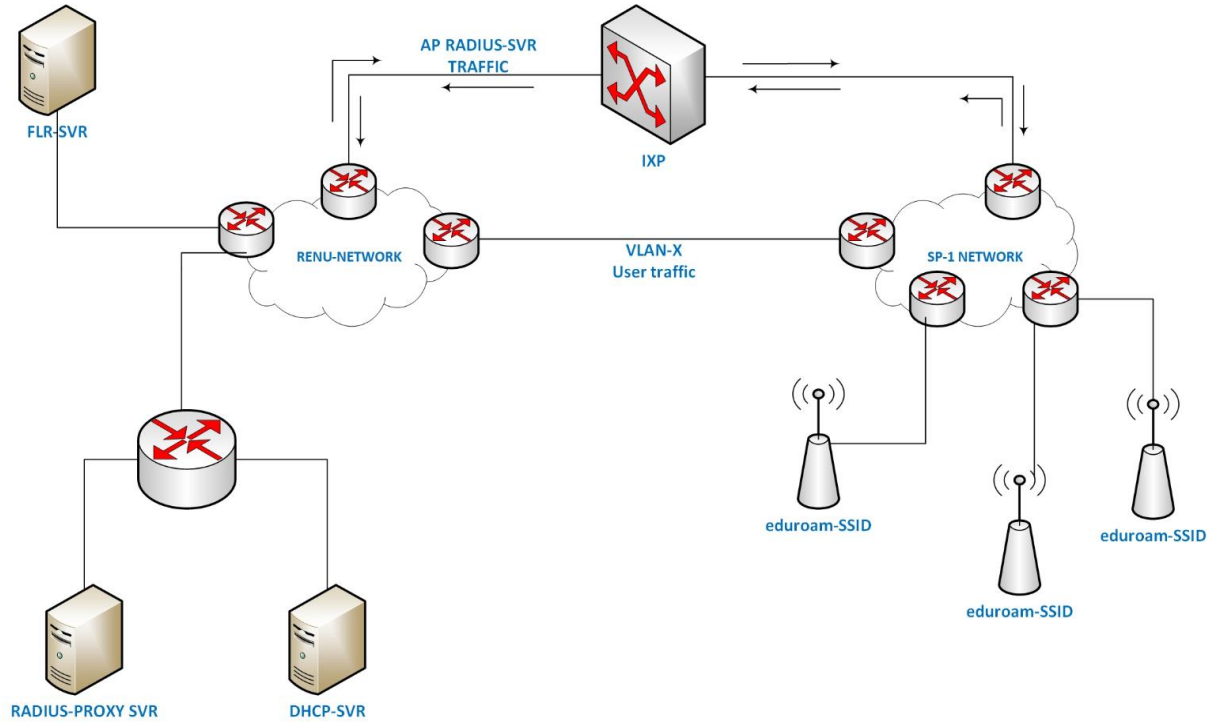 AP RADIUS-SVR
TRAFFIC
FLR-SVR
IXP
RENU-NETWORK
VLAN-X
User traffic
SP-1 NETWORK
eduroam-SSID
eduroam-SSID
eduroam-SSID
RADIUS-PROXY SVR
DHCP-SVR